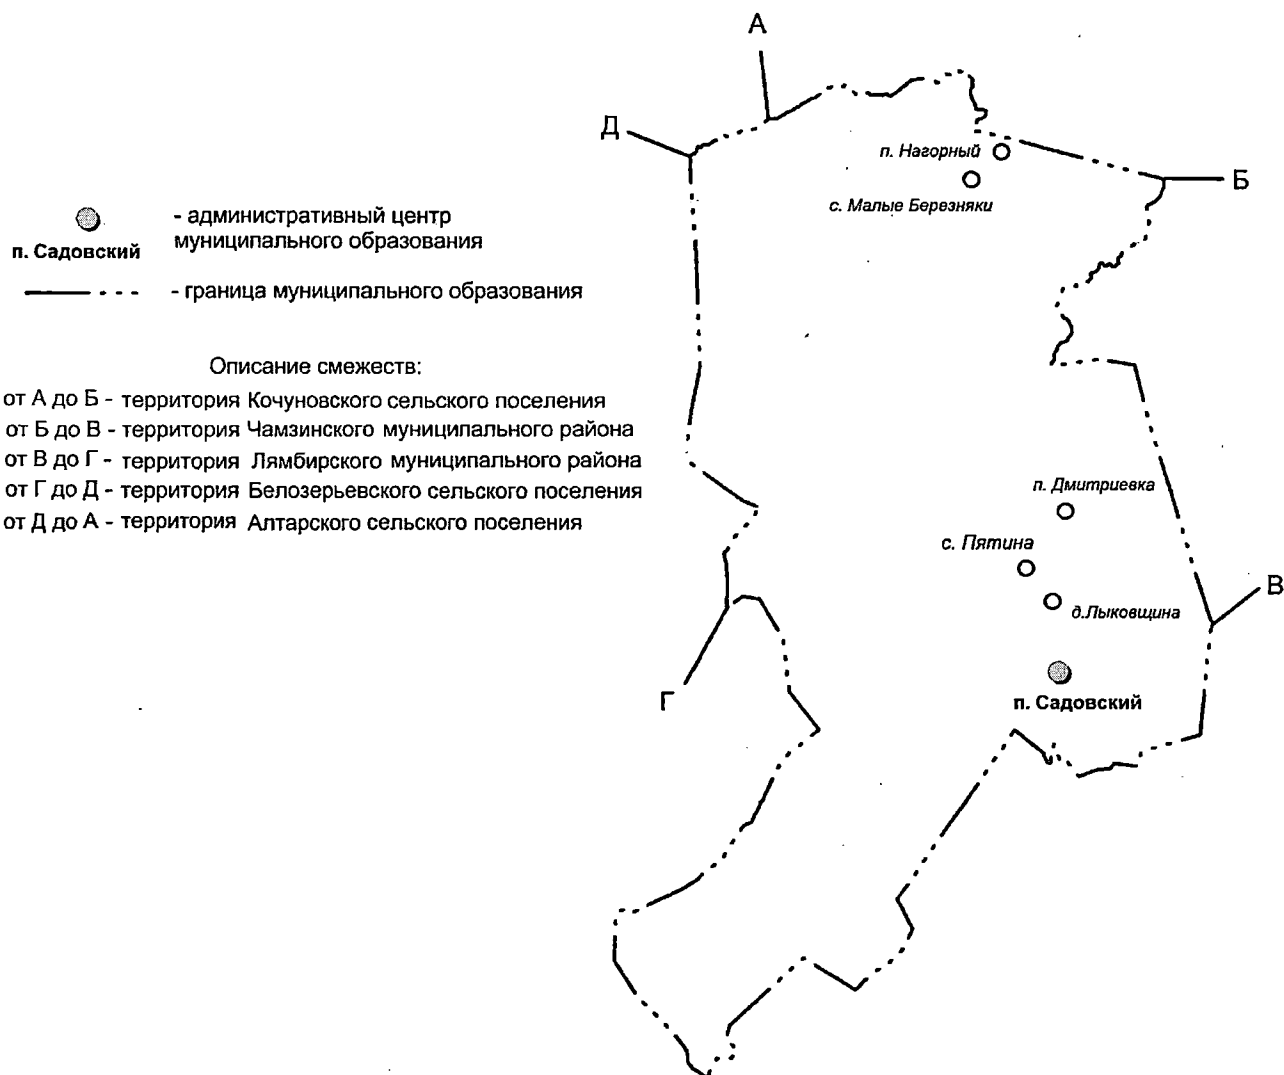 А
Д
п. Нагорный
Б
с. Малые Березняки
- административный центр
муниципального образования
п. Садовский
- граница муниципального образования
Описание смежеств:
от А до Б - территория Кочуновского сельского поселения
от Б до В - территория Чамзинского муниципального района
от В до Г - территория Лямбирского муниципального района
от Г до Д - территория Белозерьевского сельского поселения
от Д до А - территория Алтарского сельского поселения
п. Дмитриевка
с. Пятина
В
д.Лыковщина
Г
п. Садовский